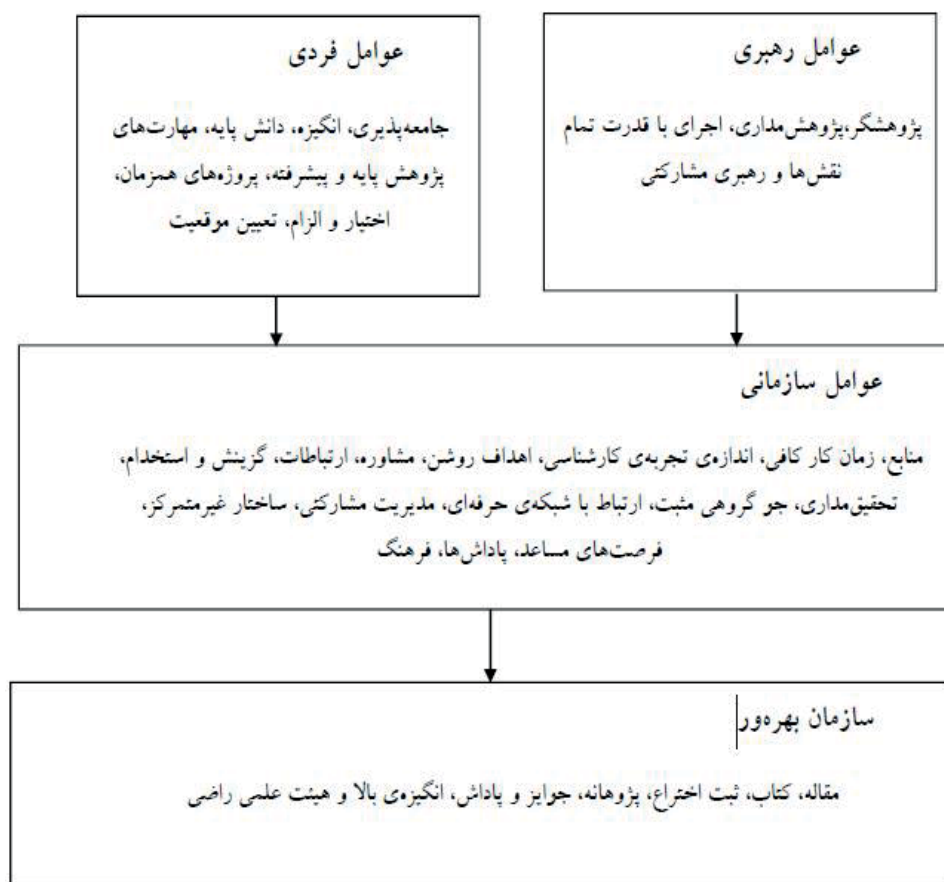 عوامل رهبری
پژوهشگر،پژوهش‌مداری، اجرای با قدرت تمام
نقش‌ها و رهبری مشارکتی
عوامل فردی
جامعه‌پذیری، انگیزه، دانش پایه، مهارت‌های
پژوهش پایه و پیشرفته، پروژه‌های همزمان،
اختیار و الزام، تعیین موقعیت
عوامل سازمانی
منابع، زمان کار کافی، اندازه‌ی تجربه‌ی کارشناسی، اهداف روشن، مشاوره، ارتباطات، گزینش و استخدام،
تحقیق‌مداری، جو گروهی مثبت، ارتباط با شبکه‌ی حرفه‌ای، مدیریت مشارکتی، ساختار غیرمتمرکز،
فرصت‌های مساعد، پاداش‌ها، فرهنگ
سازمان بهره‌ور
مقاله، کتاب، ثبت اختراع، پژوهانه، جوایز و پاداش، انگیزه‌ی بالا و هیئت علمی راضی